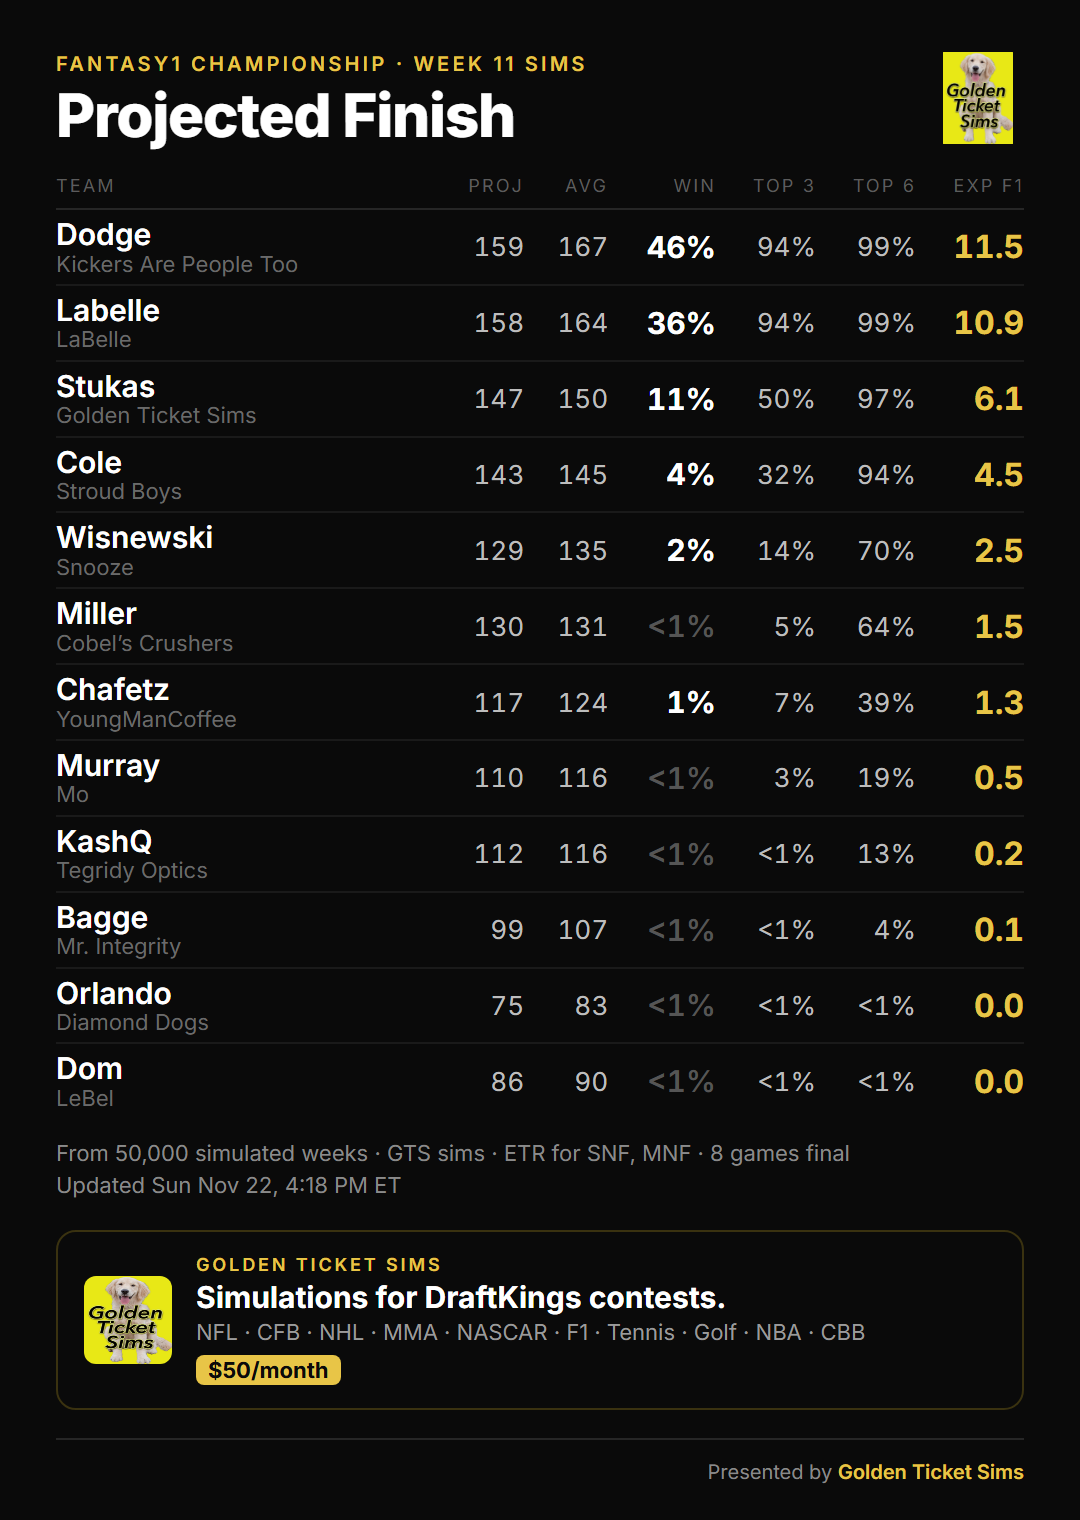 FANTASY1 CHAMPIONSHIP · WEEK 11 SIMS
Projected Finish
Golden
Ticket
Sims
TEAM PROJ AVG WIN TOP 3 TOP 6 EXP F1
Dodge
Kickers Are People Too
159 167 46% 94% 99% 11.5
Labelle
LaBelle
158 164 36% 94% 99% 10.9
Stukas
Golden Ticket Sims
147 150 11% 50% 97% 6.1
Cole
Stroud Boys
143 145 4% 32% 94% 4.5
Wisnewski
Snooze
129 135 2% 14% 70% 2.5
Miller
Cobel’s Crushers
130 131 <1% 5% 64% 1.5
Chafetz
YoungManCoffee
117 124 1% 7% 39% 1.3
Murray
Mo
110 116 <1% 3% 19% 0.5
KashQ
Tegridy Optics
112 116 <1% <1% 13% 0.2
Bagge
Mr. Integrity
99 107 <1% <1% 4% 0.1
Orlando
Diamond Dogs
75 83 <1% <1% <1% 0.0
Dom
LeBel
86 90 <1% <1% <1% 0.0
From 50,000 simulated weeks · GTS sims · ETR for SNF, MNF · 8 games final
Updated Sun Nov 22, 4:18 PM ET
Golden
Ticket
Sims
GOLDEN TICKET SIMS
Simulations for DraftKings contests.
NFL · CFB · NHL · MMA · NASCAR · F1 · Tennis · Golf · NBA · CBB
$50/month
Presented by Golden Ticket Sims